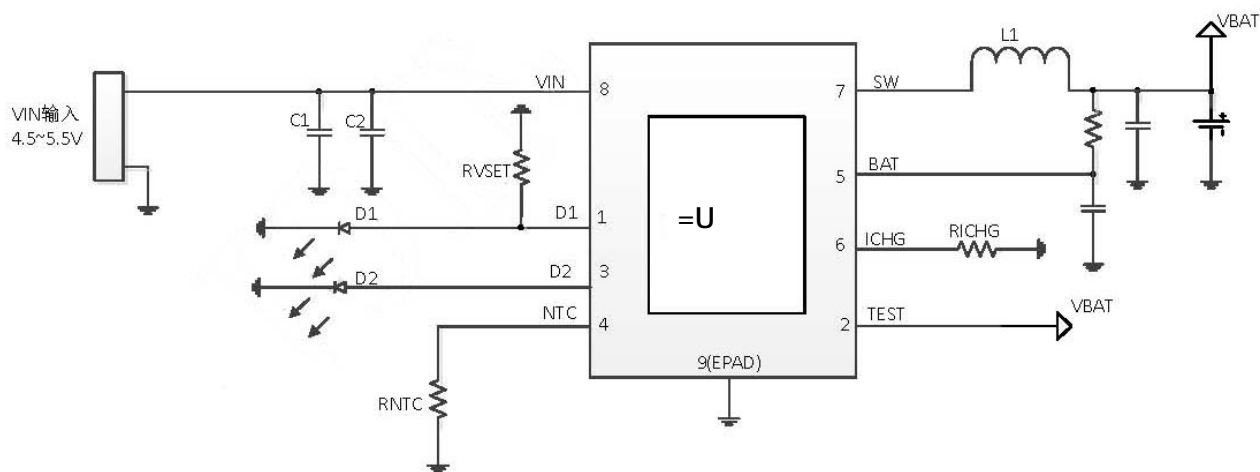 VBAT
L1
VIN
8
7
SW
VIN输入
4.5~5.5V
C1
C2
RVSET
5
BAT
D1
D1
1
=U
6
ICHG
RICHG
D2
D2
3
NTC
4
2
TEST
VBAT
9(EPAD)
RNTC
+
-